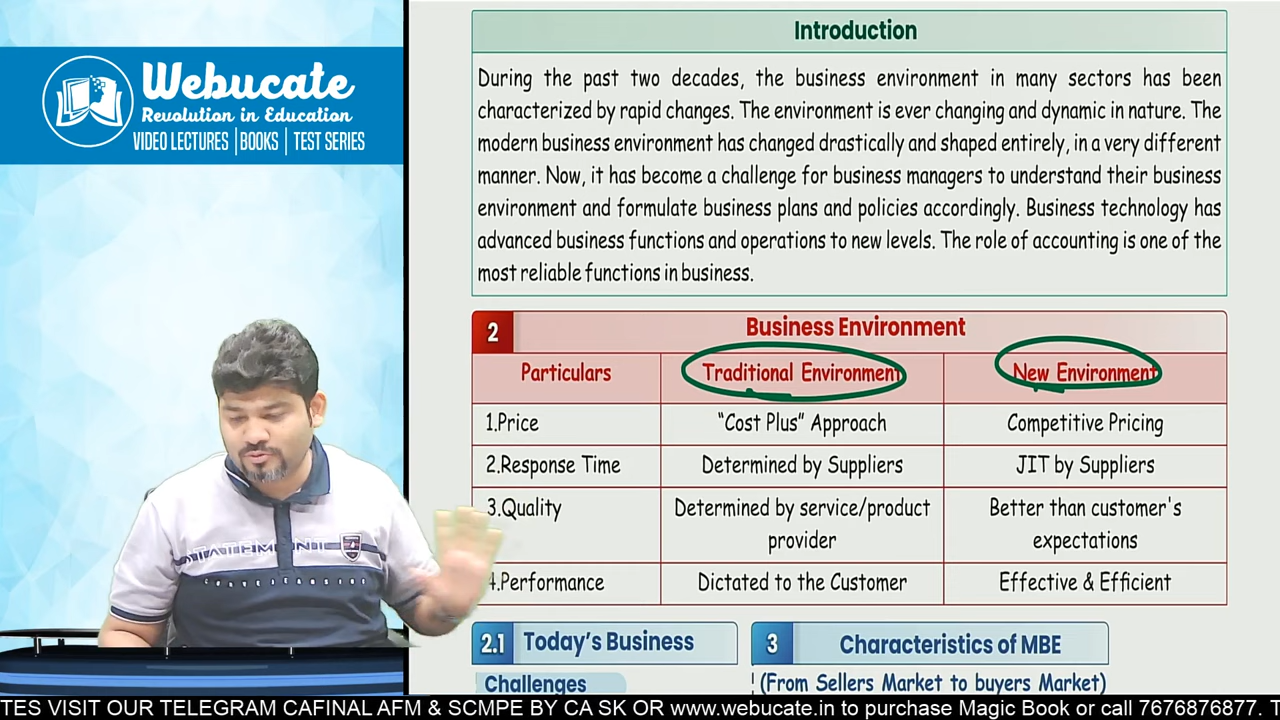 Webucate
Revolution in Education
VIDEO LECTURES | BOOKS | TEST SERIES
Introduction
During the past two decades, the business environment in many sectors has been
characterized by rapid changes. The environment is ever changing and dynamic in nature. The
modern business environment has changed drastically and shaped entirely, in a very different
manner. Now, it has become a challenge for business managers to understand their business
environment and formulate business plans and policies accordingly. Business technology has
advanced business functions and operations to new levels. The role of accounting is one of the
most reliable functions in business.
2 Business Environment
Particulars Traditional Environment New Environment
1.Price "Cost Plus" Approach Competitive Pricing
2.Response Time Determined by Suppliers JIT by Suppliers
3.Quality Determined by service/product Better than customer's
provider expectations
4.Performance Dictated to the Customer Effective & Efficient
2.1 Today's Business 3 Characteristics of MBE
Challenges (From Sellers Market to buyers Market)
TATEMENT
TES VISIT OUR TELEGRAM CAFINAL AFM & SCMPE BY CA SK OR www.webucate.in to purchase Magic Book or call 7676876877. T